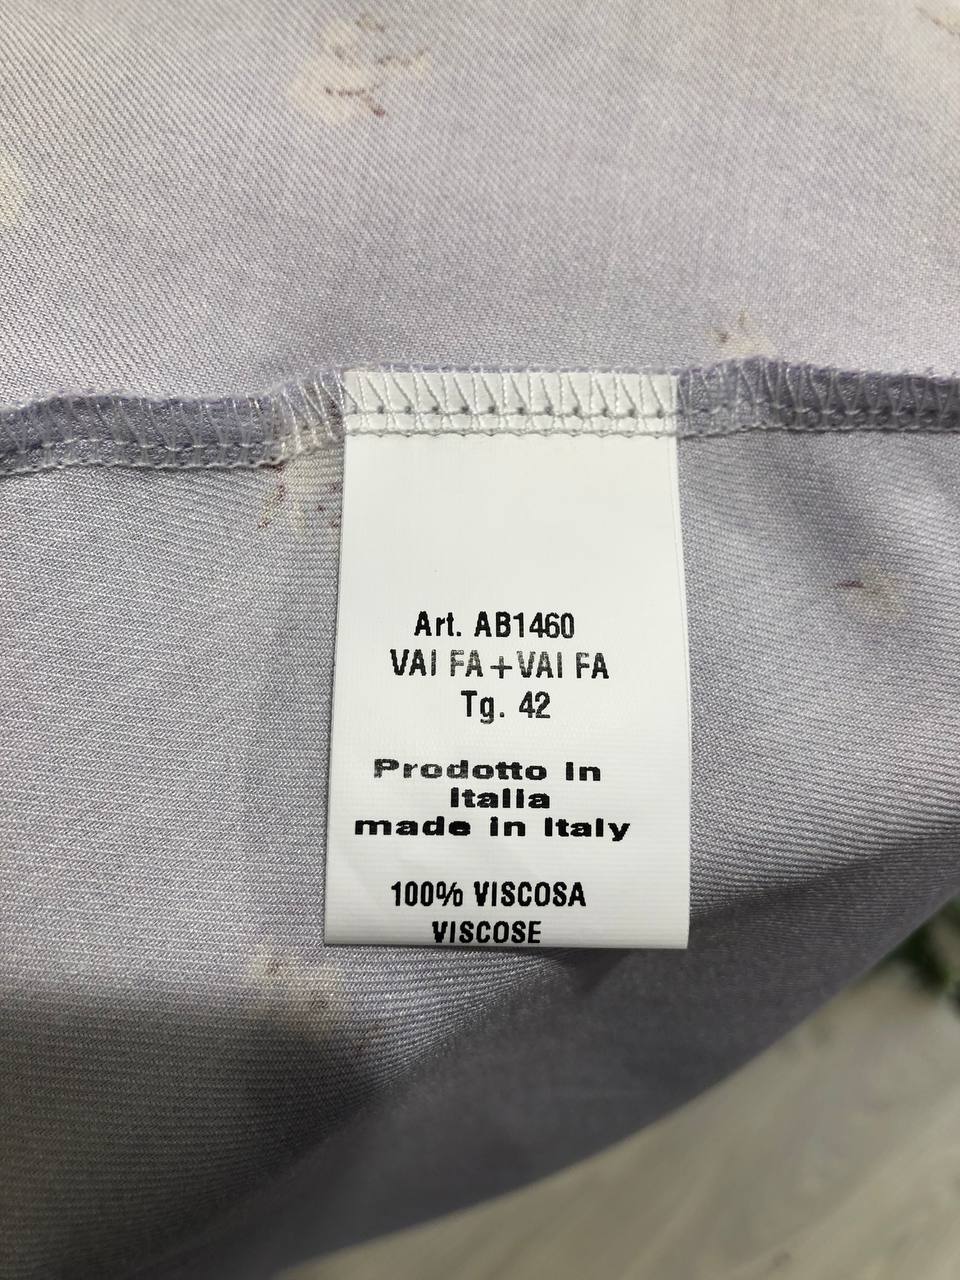 Art. AB1460
VAI FA+VAI FA
Tg. 42
Prodotto in
Italia
made in Italy
100% VISCOSA
VISCOSE